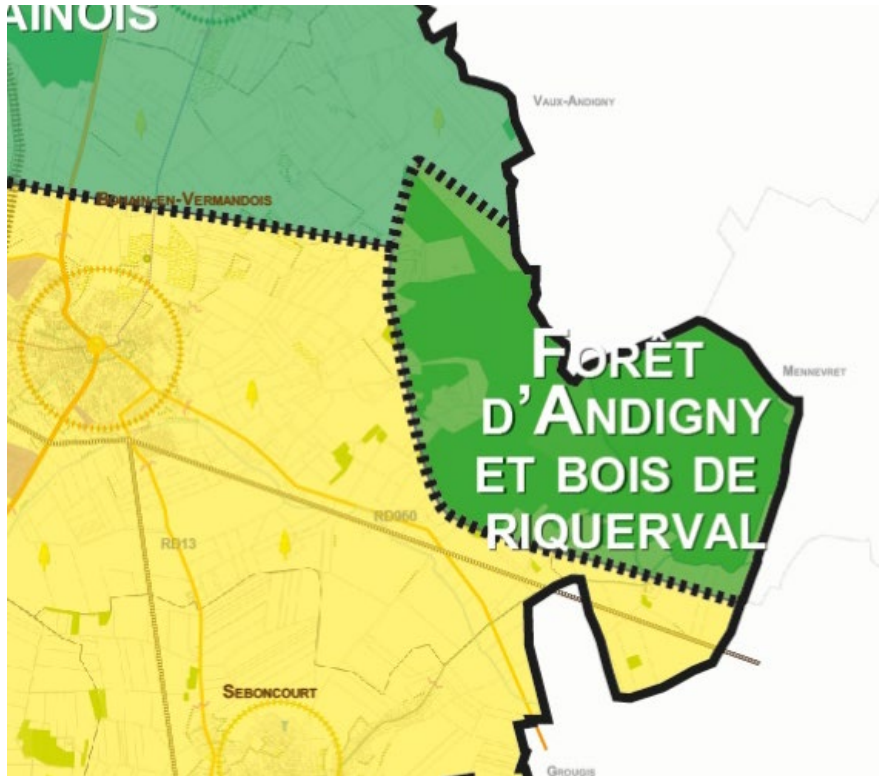 AINOIS
VAUX-ANDIGNY
BOHAIN-EN-VERMANDOIS
FORÊT
D'ANDIGNY
ET BOIS DE
RIQUERVAL
MENNEVRET
RD960
RD13
SEBONCOURT
GROUGIS